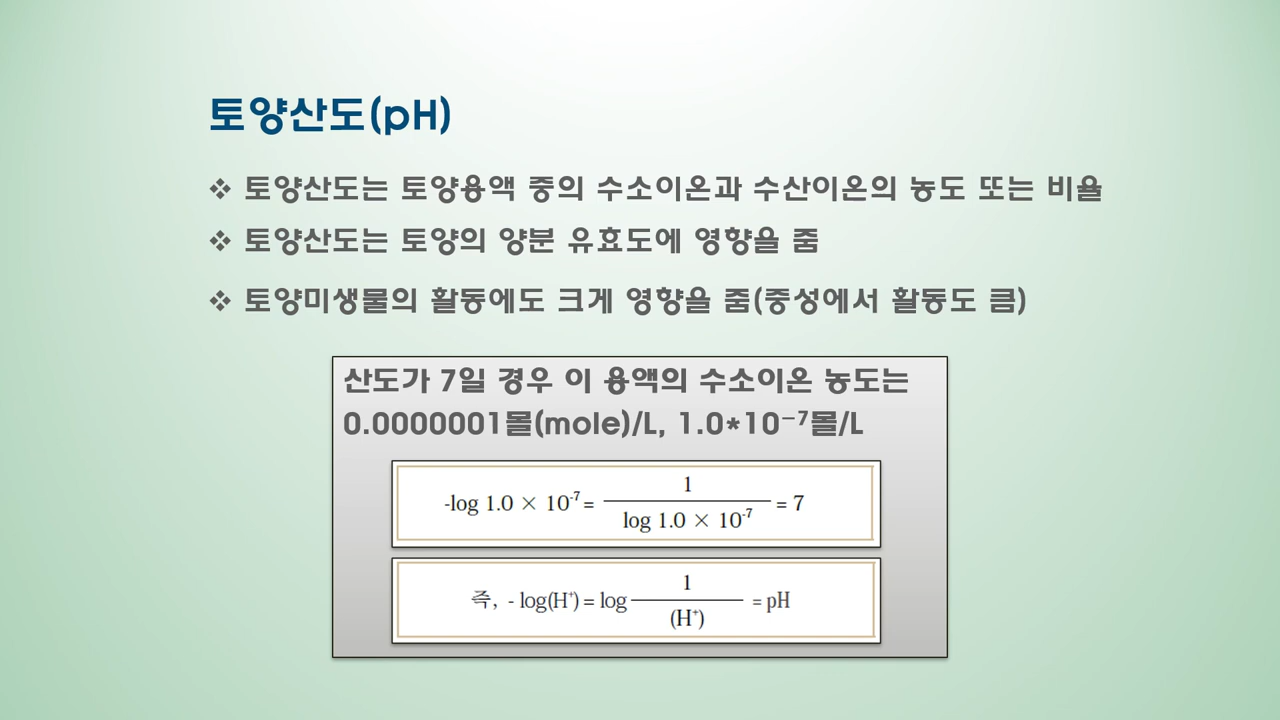 토양산도(pH)
❖ 토양산도는 토양용액 중의 수소이온과 수산이온의 농도 또는 비율
❖ 토양산도는 토양의 양분 유효도에 영향을 줌
❖ 토양미생물의 활동에도 크게 영향을 줌(중성에서 활동도 큼)
산도가 7일 경우 이 용액의 수소이온 농도는
0.0000001몰(mole)/L, 1.0*10⁻⁷몰/L
-log 1.0 × 10⁻⁷ = 1 / log 1.0 × 10⁻⁷ = 7
즉, - log(H⁺) = log 1 / (H⁺) = pH